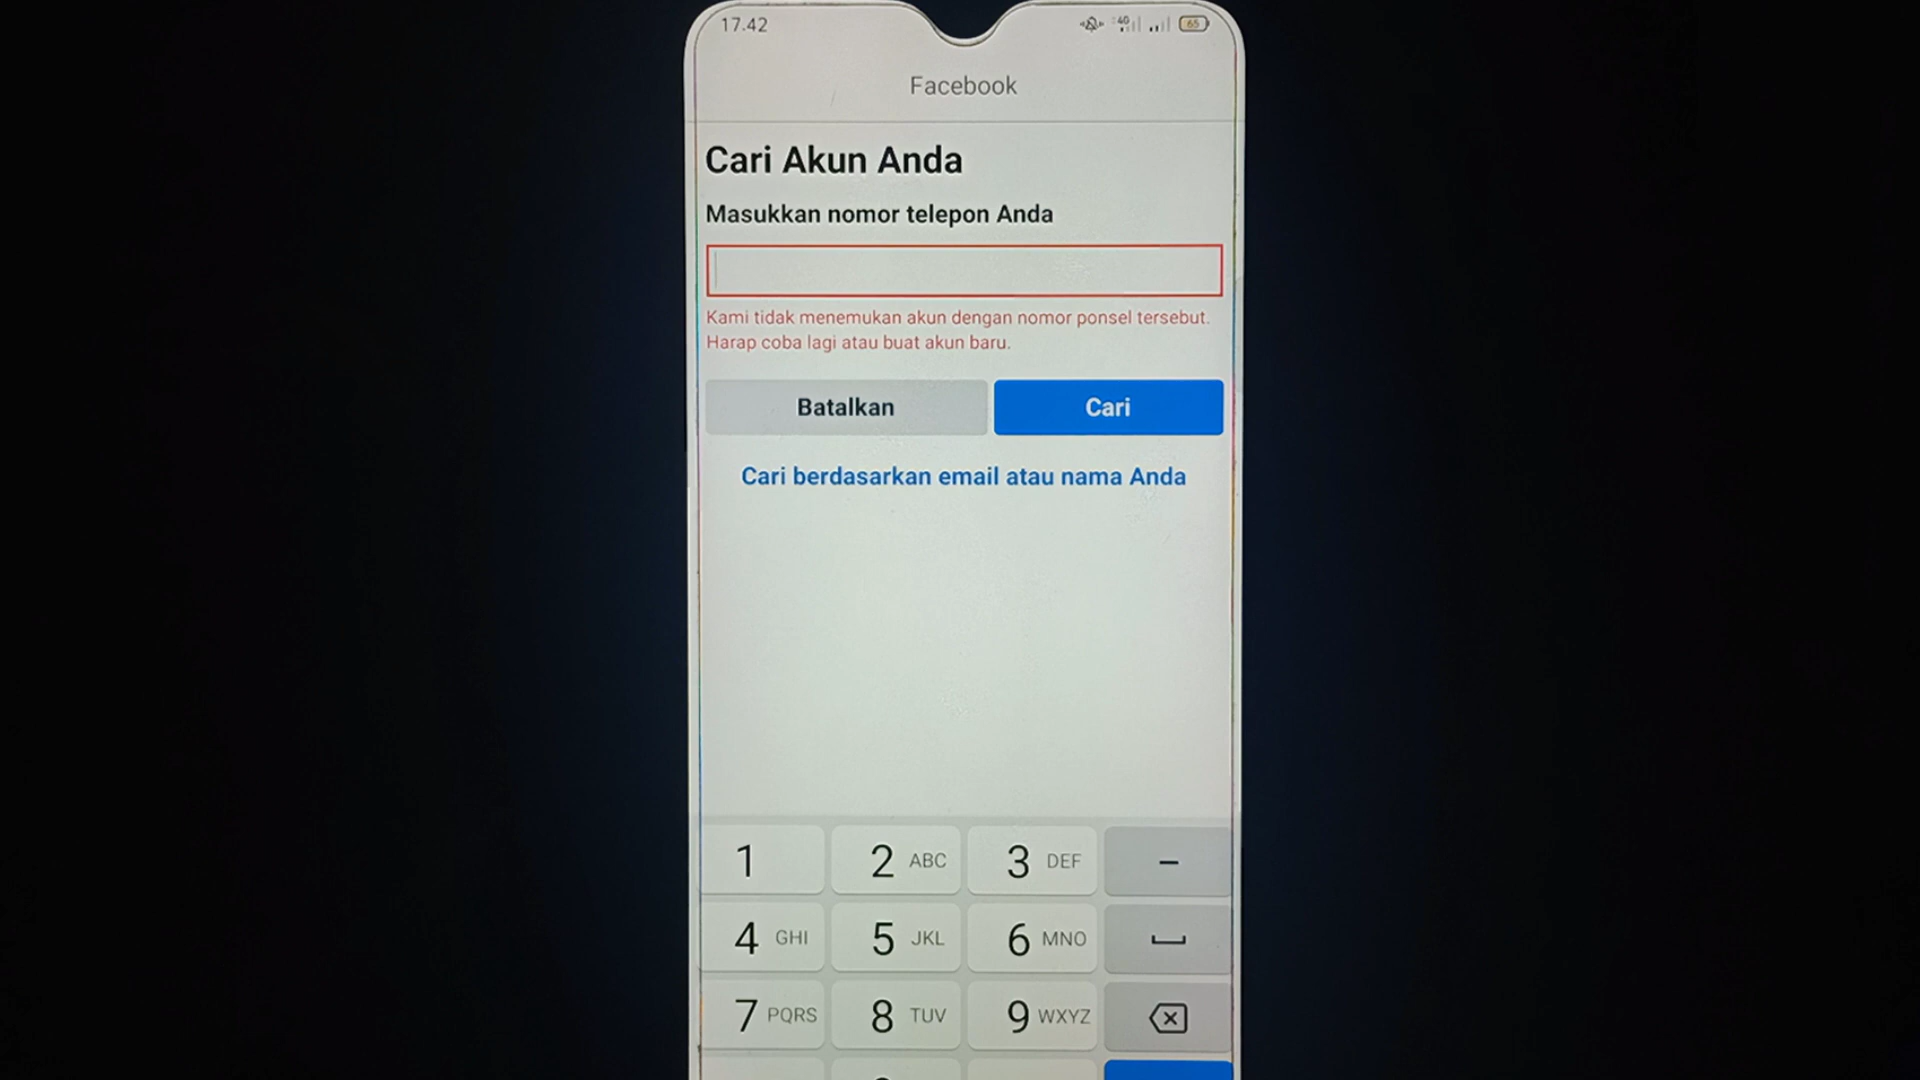 17.42
4G
65
Facebook
Cari Akun Anda
Masukkan nomor telepon Anda
Kami tidak menemukan akun dengan nomor ponsel tersebut.
Harap coba lagi atau buat akun baru.
Batalkan Cari
Cari berdasarkan email atau nama Anda
1 2 ABC 3 DEF –
4 GHI 5 JKL 6 MNO
7 PQRS 8 TUV 9 WXYZ